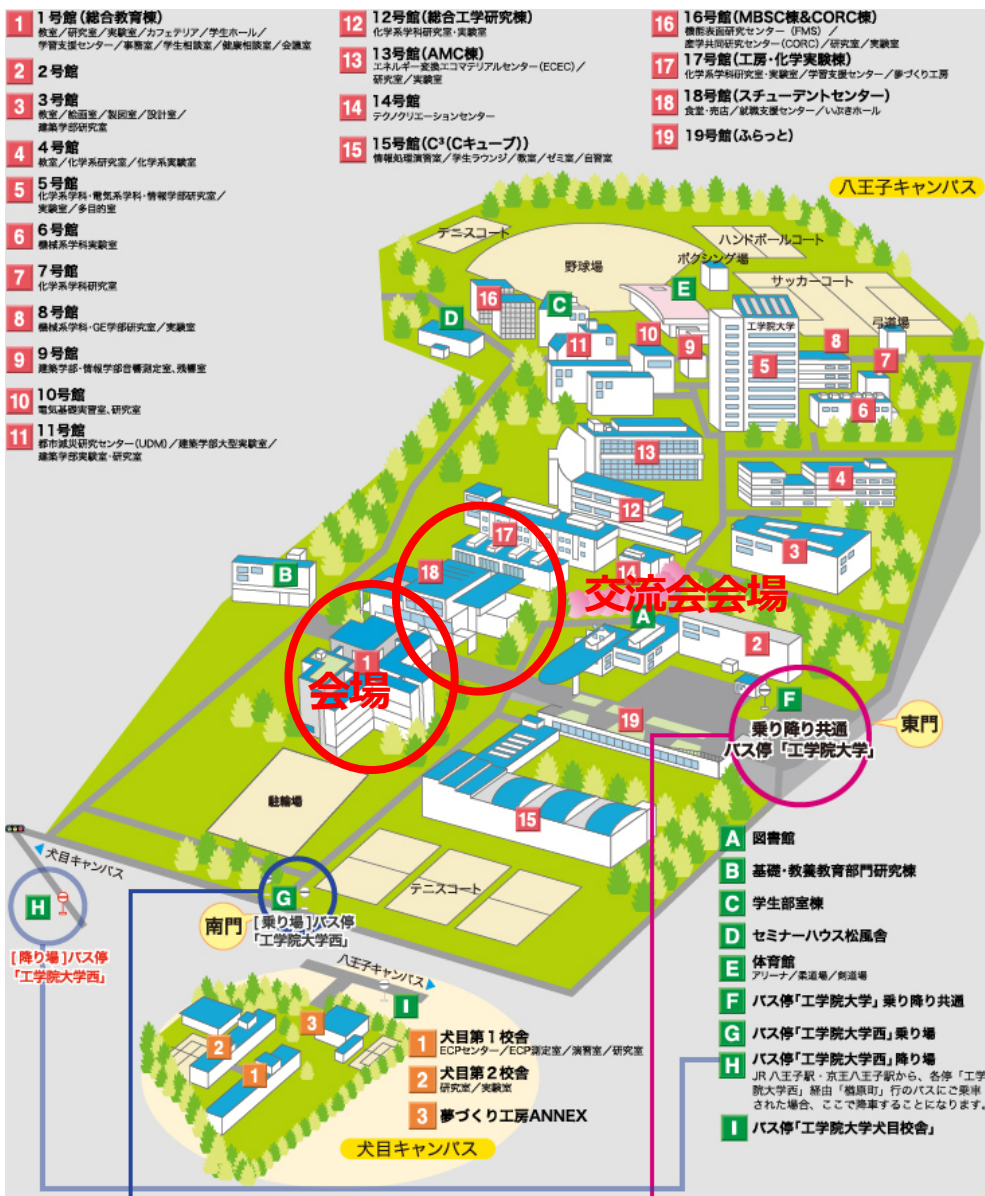 1 1号館(総合教育棟)
教室/研究室/実験室/カフェテリア/学生ホール/
学習支援センター/事務室/学生相談室/健康相談室/会議室
2 2号館
3 3号館
教室/絵画室/製図室/設計室/
建築学部研究室
4 4号館
教室/化学系研究室/化学系実験室
5 5号館
化学系学科・電気系学科・情報学部研究室/
実験室/多目的室
6 6号館
機械系学科実験室
7 7号館
化学系学科研究室
8 8号館
機械系学科・GE学部研究室/実験室
9 9号館
建築学部・情報学部音響測定室、残響室
10 10号館
電気基礎実習室、研究室
11 11号館
都市減災研究センター(UDM)/建築学部大型実験室/
建築学部実験室・研究室
12 12号館(総合工学研究棟)
化学系学科研究室・実験室
13 13号館(AMC棟)
エネルギー変換エコマテリアルセンター(ECEC)/
研究室/実験室
14 14号館
テクノクリエーションセンター
15 15号館(C³(Cキューブ))
情報処理演習室/学生ラウンジ/教室/ゼミ室/自習室
16 16号館(MBSC棟&CORC棟)
機能表面研究センター(FMS)/
産学共同研究センター(CORC)/研究室/実験室
17 17号館(工房・化学実験棟)
化学系学科研究室・実験室/学習支援センター/夢づくり工房
18 18号館(スチューデントセンター)
食堂・売店/就職支援センター/いぶきホール
19 19号館(ふらっと)
八王子キャンパス
テニスコート
ハンドボールコート
ボクシング場
野球場
サッカーコート
弓道場
工学院大学
16
C
E
D
11
10
9
5
8
7
6
13
12
4
3
17
14
18
B
交流会会場
A
2
1
会場
19
F
乗り降り共通
バス停「工学院大学」
東門
駐輪場
15
犬目キャンパス
テニスコート
H
[降り場]バス停
「工学院大学西」
G
南門
[乗り場]バス停
「工学院大学西」
八王子キャンパス
I
3
2
1
1 犬目第1校舎
ECPセンター/ECP測定室/演習室/研究室
2 犬目第2校舎
研究室/実験室
3 夢づくり工房ANNEX
犬目キャンパス
A 図書館
B 基礎・教養教育部門研究棟
C 学生部室棟
D セミナーハウス松風舎
E 体育館
アリーナ/柔道場/剣道場
F バス停「工学院大学」乗り降り共通
G バス停「工学院大学西」乗り場
H バス停「工学院大学西」降り場
JR八王子駅・京王八王子駅から、各停「工学
院大学西」経由「楢原町」行のバスにご乗車
された場合、ここで降車することになります。
I バス停「工学院大学犬目校舎」